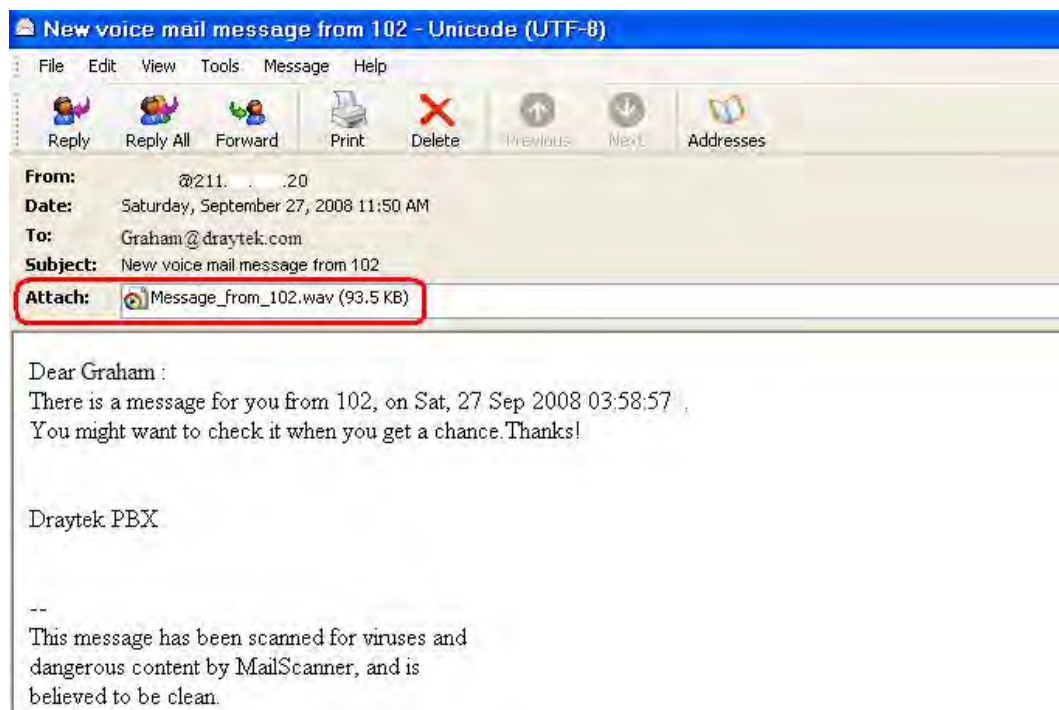 New voice mail message from 102 - Unicode (UTF-8)
File Edit View Tools Message Help
Reply Reply All Forward Print Delete Previous Next Addresses
From: @211. . .20
Date: Saturday, September 27, 2008 11:50 AM
To: Graham@draytek.com
Subject: New voice mail message from 102
Attach: Message_from_102.wav (93.5 KB)
Dear Graham :
There is a message for you from 102, on Sat, 27 Sep 2008 03:58:57 .
You might want to check it when you get a chance.Thanks!
Draytek PBX
--
This message has been scanned for viruses and
dangerous content by MailScanner, and is
believed to be clean.